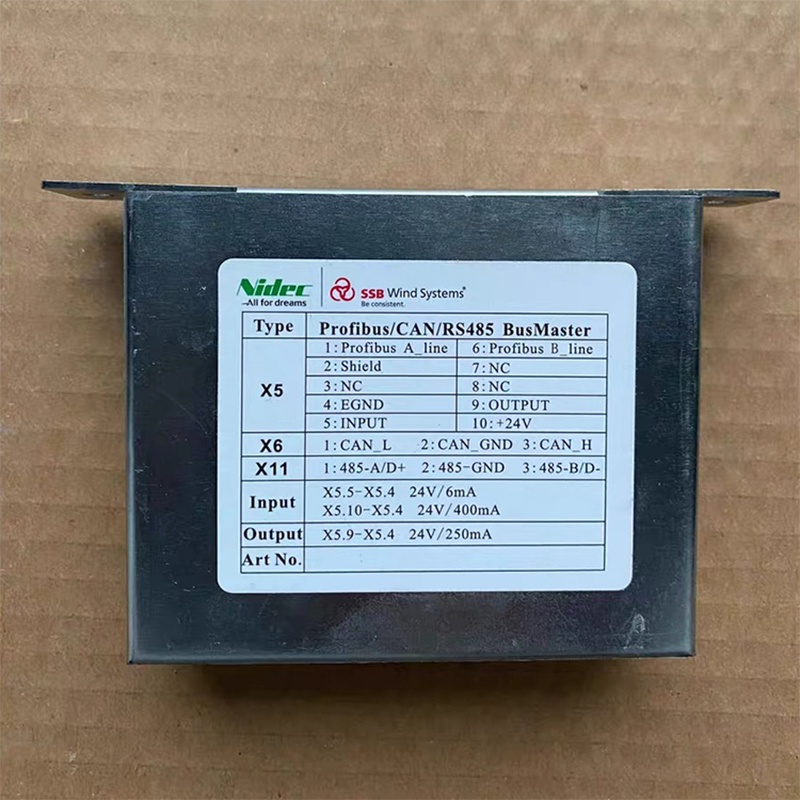 Nidec
All for dreams
SSB Wind Systems®
Be consistent.
Type Profibus/CAN/RS485 BusMaster
X5
1:Profibus A_line 6:Profibus B_line
2:Shield 7:NC
3:NC 8:NC
4:EGND 9:OUTPUT
5:INPUT 10:+24V
X6 1:CAN_L 2:CAN_GND 3:CAN_H
X11 1:485-A/D+ 2:485-GND 3:485-B/D-
Input X5.5-X5.4 24V/6mA
X5.10-X5.4 24V/400mA
Output X5.9-X5.4 24V/250mA
Art No.